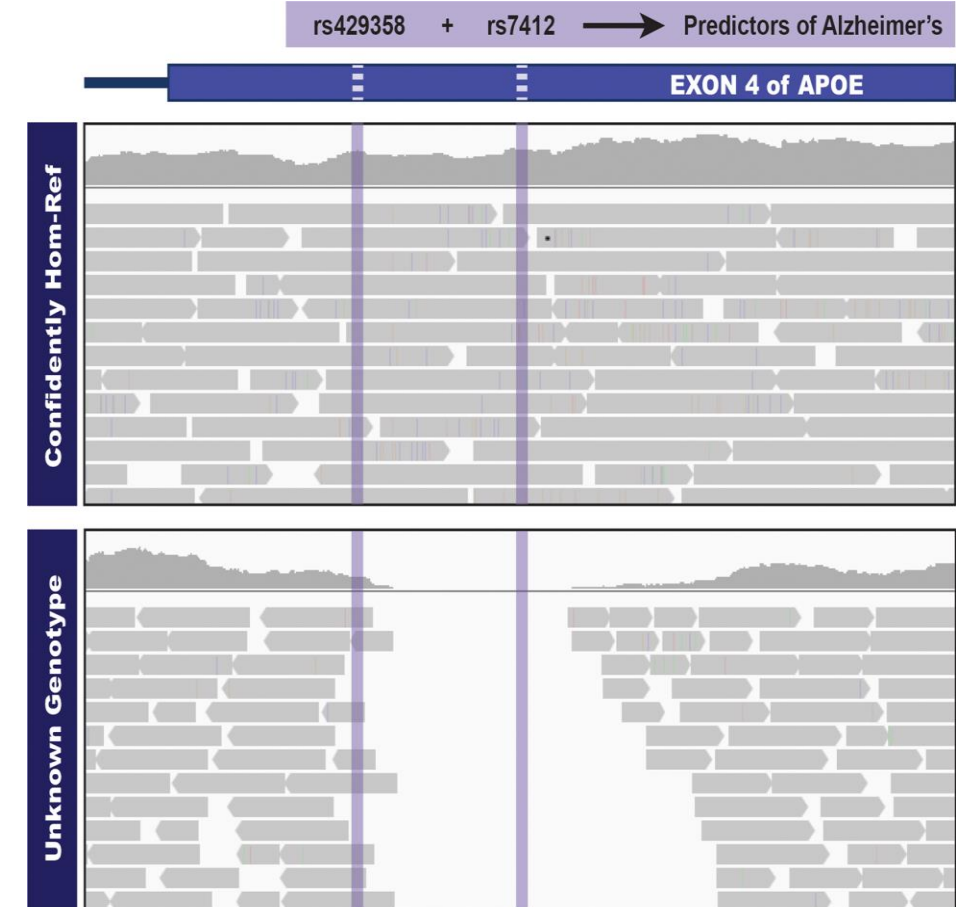 rs429358 + rs7412 → Predictors of Alzheimer's
EXON 4 of APOE
Confidently Hom-Ref
Unknown Genotype